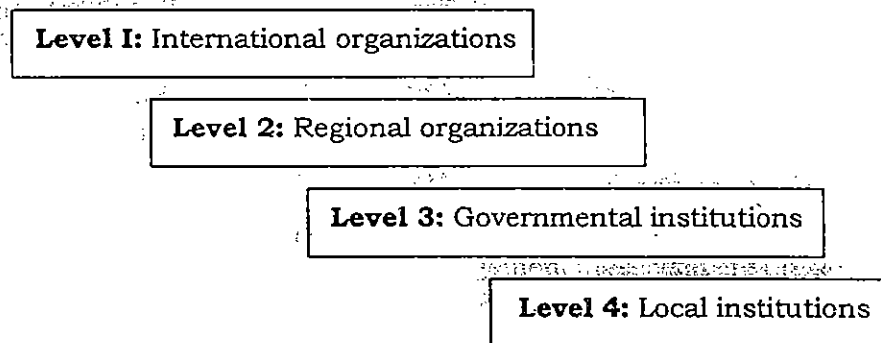 Level I: International organizations
Level 2: Regional organizations
Level 3: Governmental institutions
Level 4: Local institutions